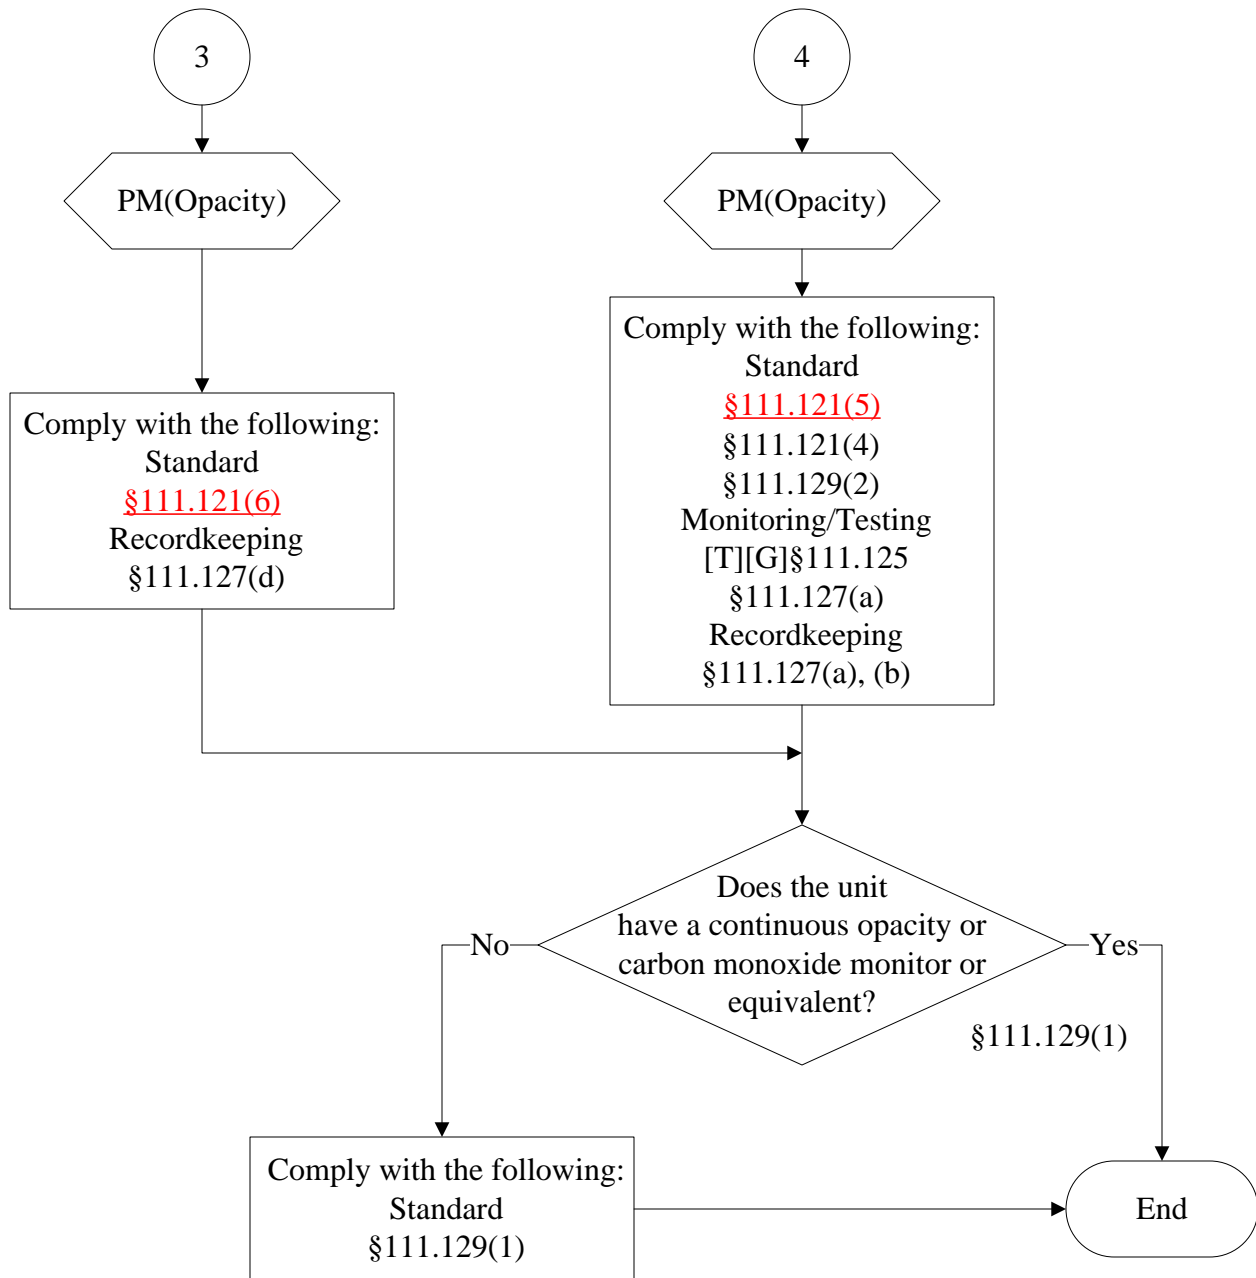 3
PM(Opacity)
Comply with the following:
Standard
§111.121(6)
Recordkeeping
§111.127(d)
4
PM(Opacity)
Comply with the following:
Standard
§111.121(5)
§111.121(4)
§111.129(2)
Monitoring/Testing
[T][G]§111.125
§111.127(a)
Recordkeeping
§111.127(a), (b)
Does the unit
have a continuous opacity or
carbon monoxide monitor or
equivalent?
No
Yes
§111.129(1)
Comply with the following:
Standard
§111.129(1)
End